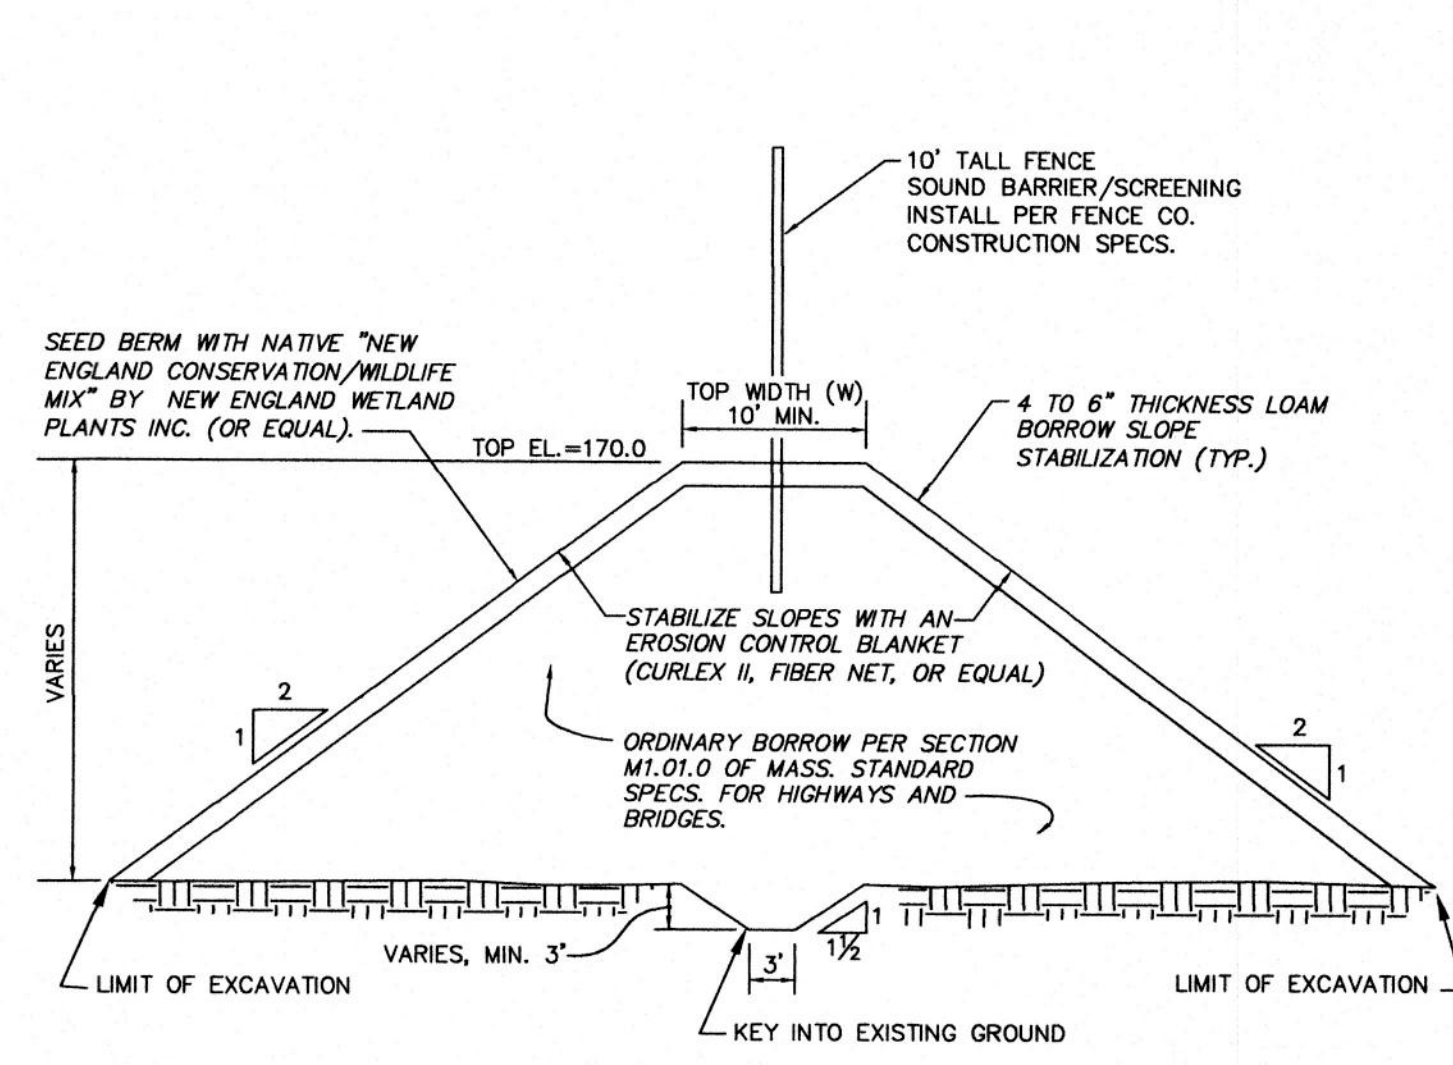 10' TALL FENCE
SOUND BARRIER/SCREENING
INSTALL PER FENCE CO.
CONSTRUCTION SPECS.
SEED BERM WITH NATIVE "NEW
ENGLAND CONSERVATION/WILDLIFE
MIX" BY NEW ENGLAND WETLAND
PLANTS INC. (OR EQUAL).
TOP WIDTH (W)
10' MIN.
4 TO 6" THICKNESS LOAM
BORROW SLOPE
STABILIZATION (TYP.)
TOP EL.=170.0
STABILIZE SLOPES WITH AN
EROSION CONTROL BLANKET
(CURLEX II, FIBER NET, OR EQUAL)
VARIES
2
1
ORDINARY BORROW PER SECTION
M1.01.0 OF MASS. STANDARD
SPECS. FOR HIGHWAYS AND
BRIDGES.
2
1
VARIES, MIN. 3'
1
1½
3'
LIMIT OF EXCAVATION
LIMIT OF EXCAVATION
KEY INTO EXISTING GROUND